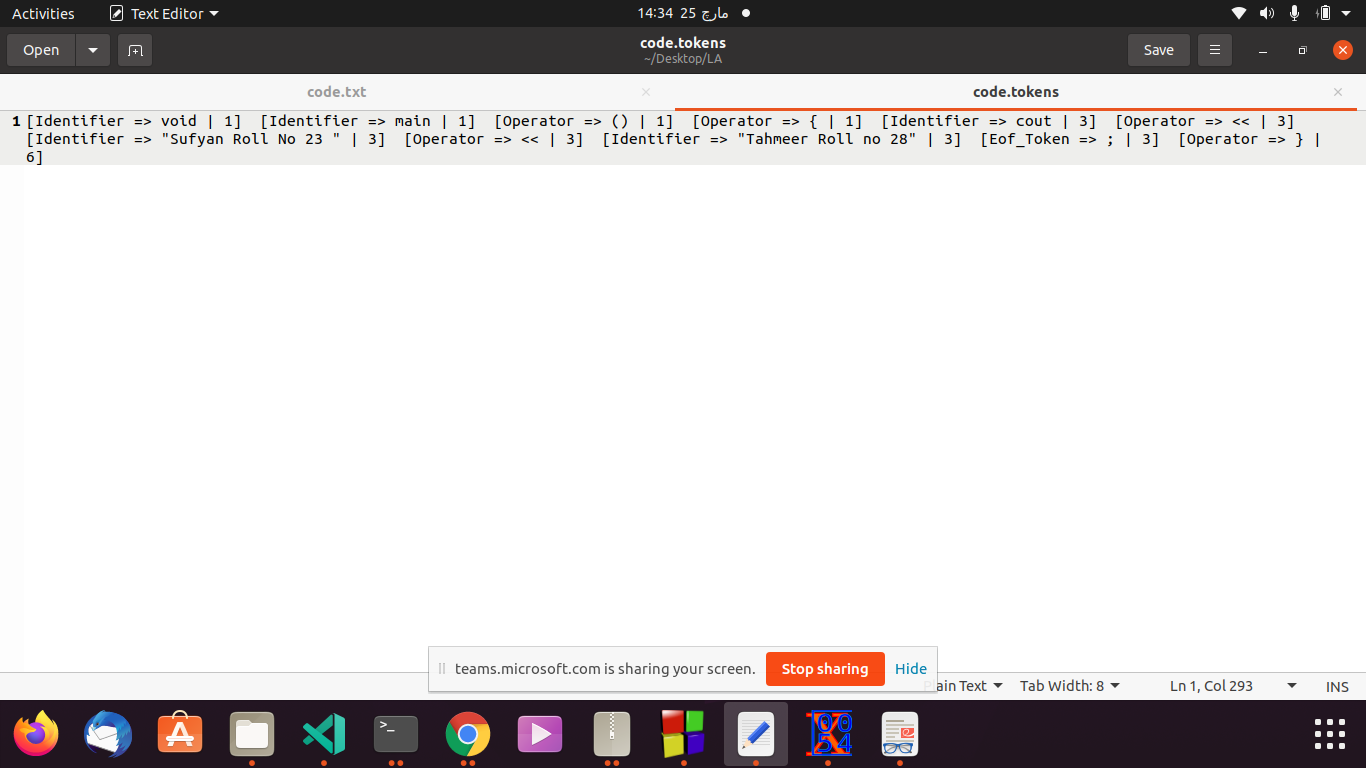 Activities Text Editor 14:34 25 مارچ
Open Save
code.tokens
~/Desktop/LA
code.txt code.tokens
1 [Identifier => void | 1]  [Identifier => main | 1]  [Operator => () | 1]  [Operator => { | 1]  [Identifier => cout | 3]  [Operator => << | 3]
[Identifier => "Sufyan Roll No 23 " | 3]  [Operator => << | 3]  [Identifier => "Tahmeer Roll no 28" | 3]  [Eof_Token => ; | 3]  [Operator => } |
6]
teams.microsoft.com is sharing your screen. Stop sharing Hide
Plain Text Tab Width: 8 Ln 1, Col 293 INS